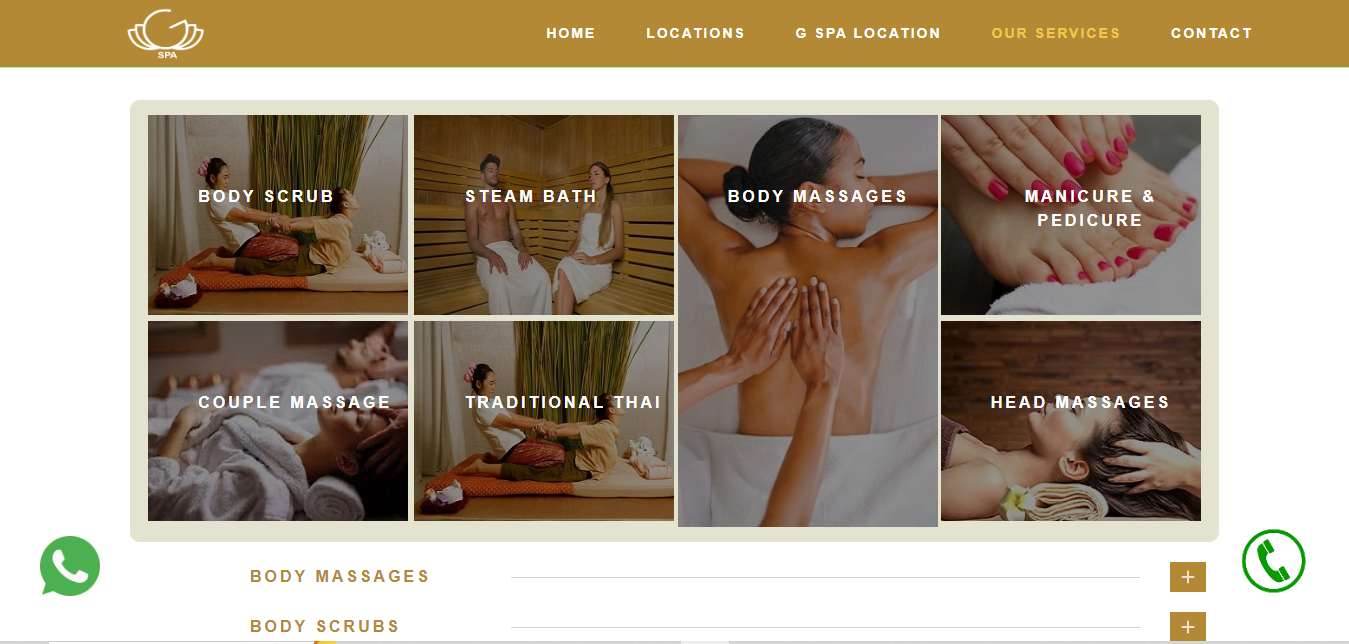 G
SPA
HOME
LOCATIONS
G SPA LOCATION
OUR SERVICES
CONTACT
BODY SCRUB
STEAM BATH
BODY MASSAGES
MANICURE &
PEDICURE
COUPLE MASSAGE
TRADITIONAL THAI
HEAD MASSAGES
BODY MASSAGES
+
BODY SCRUBS
+